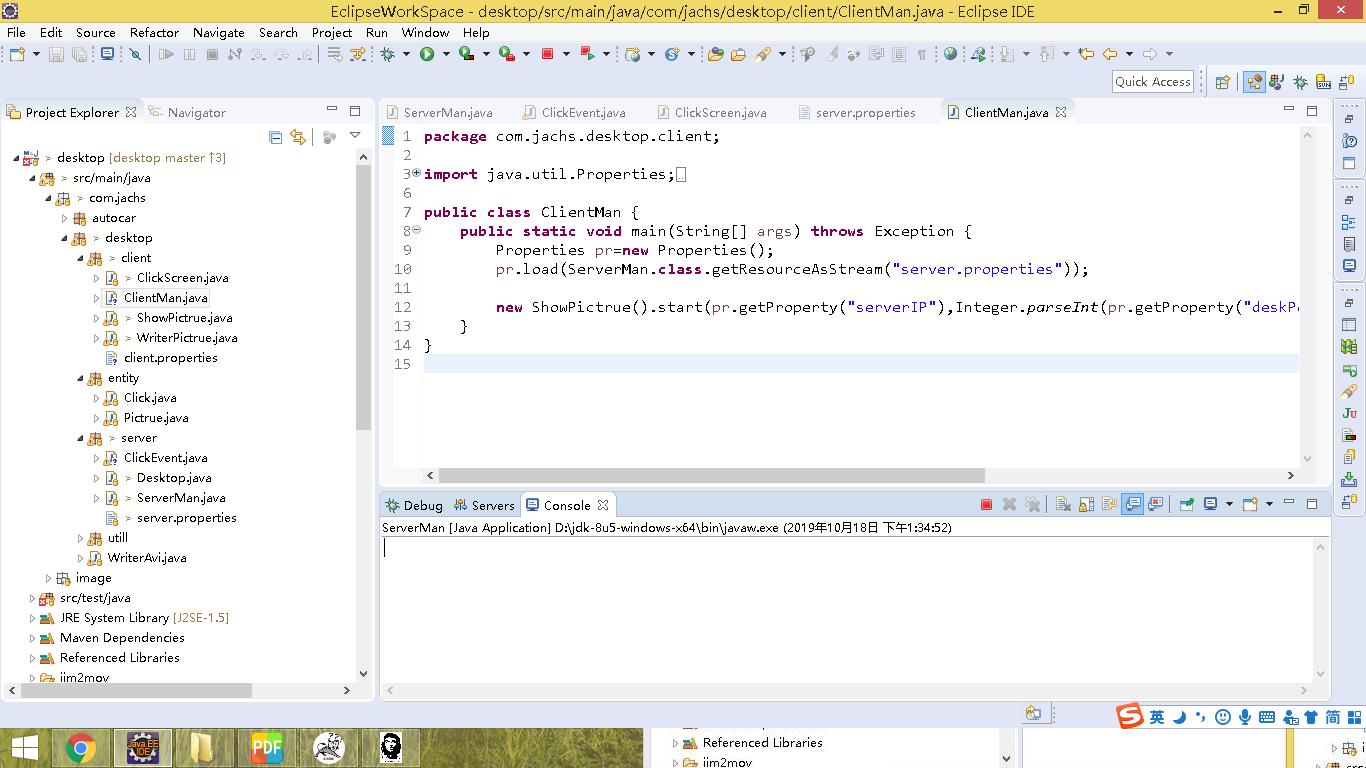 EclipseWorkSpace - desktop/src/main/java/com/jachs/desktop/client/ClientMan.java - Eclipse IDE
File Edit Source Refactor Navigate Search Project Run Window Help
Quick Access
Project Explorer Navigator
desktop [desktop master ↑3]
src/main/java
com.jachs
autocar
desktop
client
ClickScreen.java
ClientMan.java
ShowPictrue.java
WriterPictrue.java
client.properties
entity
Click.java
Pictrue.java
server
ClickEvent.java
Desktop.java
ServerMan.java
server.properties
utill
WriterAvi.java
image
src/test/java
JRE System Library [J2SE-1.5]
Maven Dependencies
Referenced Libraries
jim2mov
ServerMan.java ClickEvent.java ClickScreen.java server.properties ClientMan.java
1 package com.jachs.desktop.client;
2
3 import java.util.Properties;
6
7 public class ClientMan {
8 public static void main(String[] args) throws Exception {
9 Properties pr=new Properties();
10 pr.load(ServerMan.class.getResourceAsStream("server.properties"));
11
12 new ShowPictrue().start(pr.getProperty("serverIP"),Integer.parseInt(pr.getProperty("deskP
13 }
14 }
15
Debug Servers Console
ServerMan [Java Application] D:\jdk-8u5-windows-x64\bin\javaw.exe (2019年10月18日 下午1:34:52)
英 简
Java EE IDE
PDF
Referenced Libraries
jim2mov